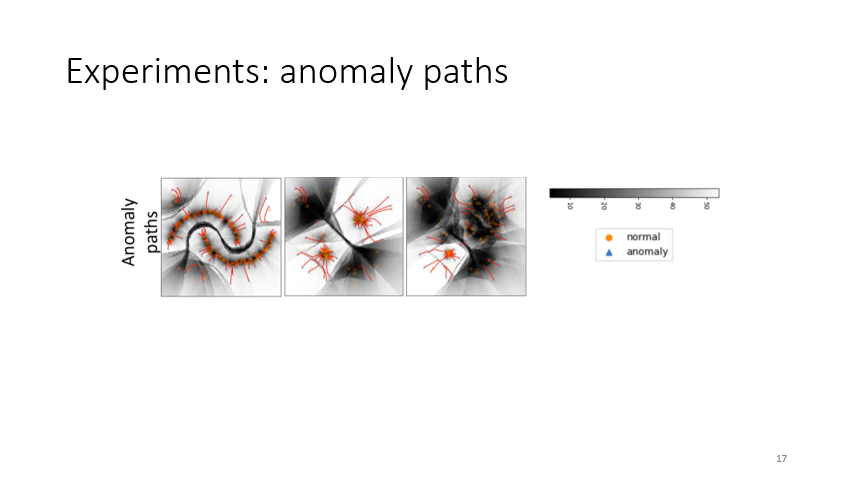 Experiments: anomaly paths
Anomaly
paths
10 20 30 40 50
normal
anomaly
17